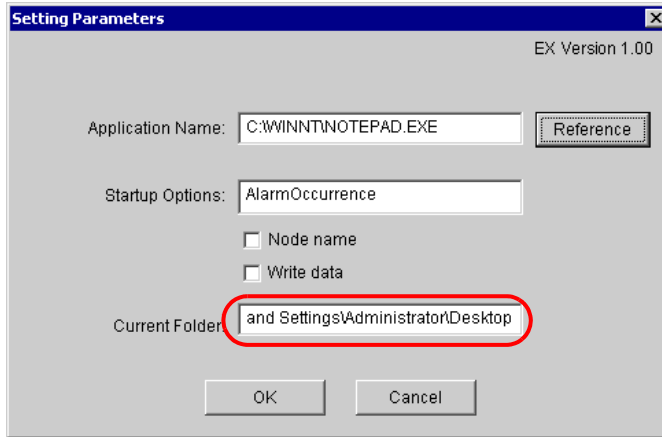 Setting Parameters
EX Version 1.00
Application Name: C:\WINNT\NOTEPAD.EXE Reference
Startup Options: AlarmOccurrence
Node name
Write data
Current Folder: and Settings\Administrator\Desktop
OK Cancel